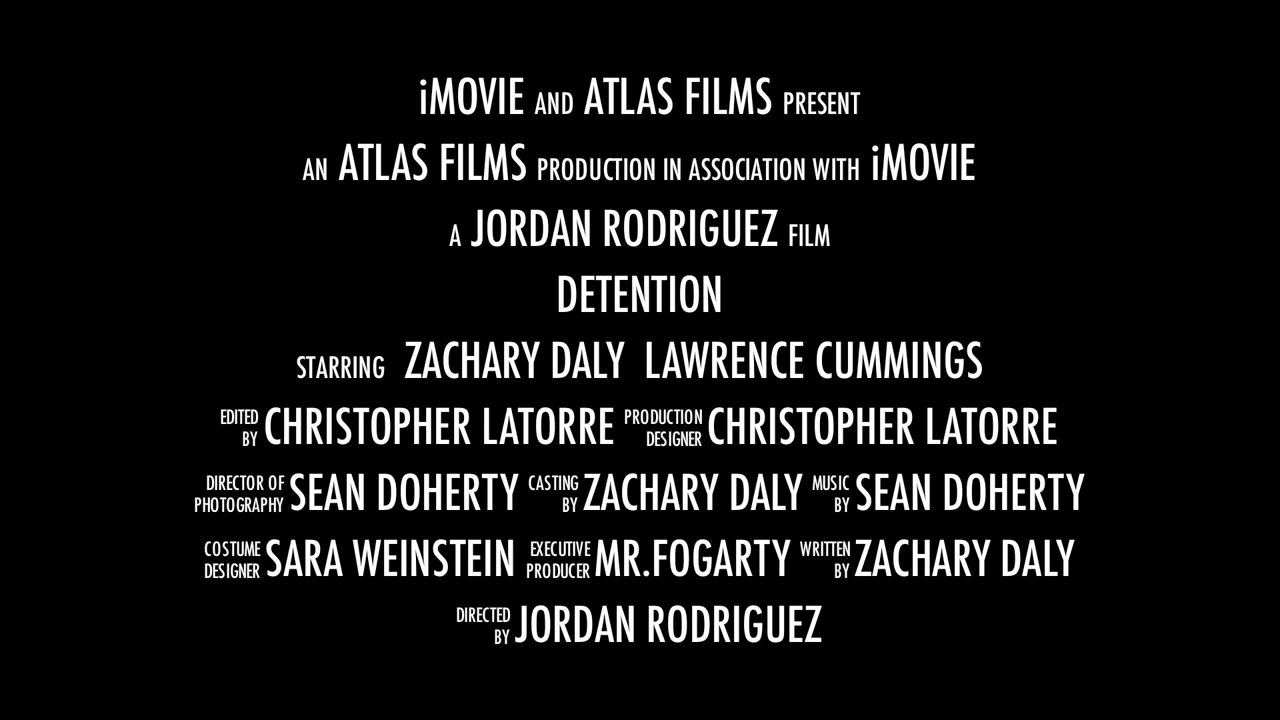 iMOVIE AND ATLAS FILMS PRESENT
AN ATLAS FILMS PRODUCTION IN ASSOCIATION WITH iMOVIE
A JORDAN RODRIGUEZ FILM
DETENTION
STARRING ZACHARY DALY LAWRENCE CUMMINGS
EDITED BY CHRISTOPHER LATORRE PRODUCTION DESIGNER CHRISTOPHER LATORRE
DIRECTOR OF PHOTOGRAPHY SEAN DOHERTY CASTING BY ZACHARY DALY MUSIC BY SEAN DOHERTY
COSTUME DESIGNER SARA WEINSTEIN EXECUTIVE PRODUCER MR.FOGARTY WRITTEN BY ZACHARY DALY
DIRECTED BY JORDAN RODRIGUEZ